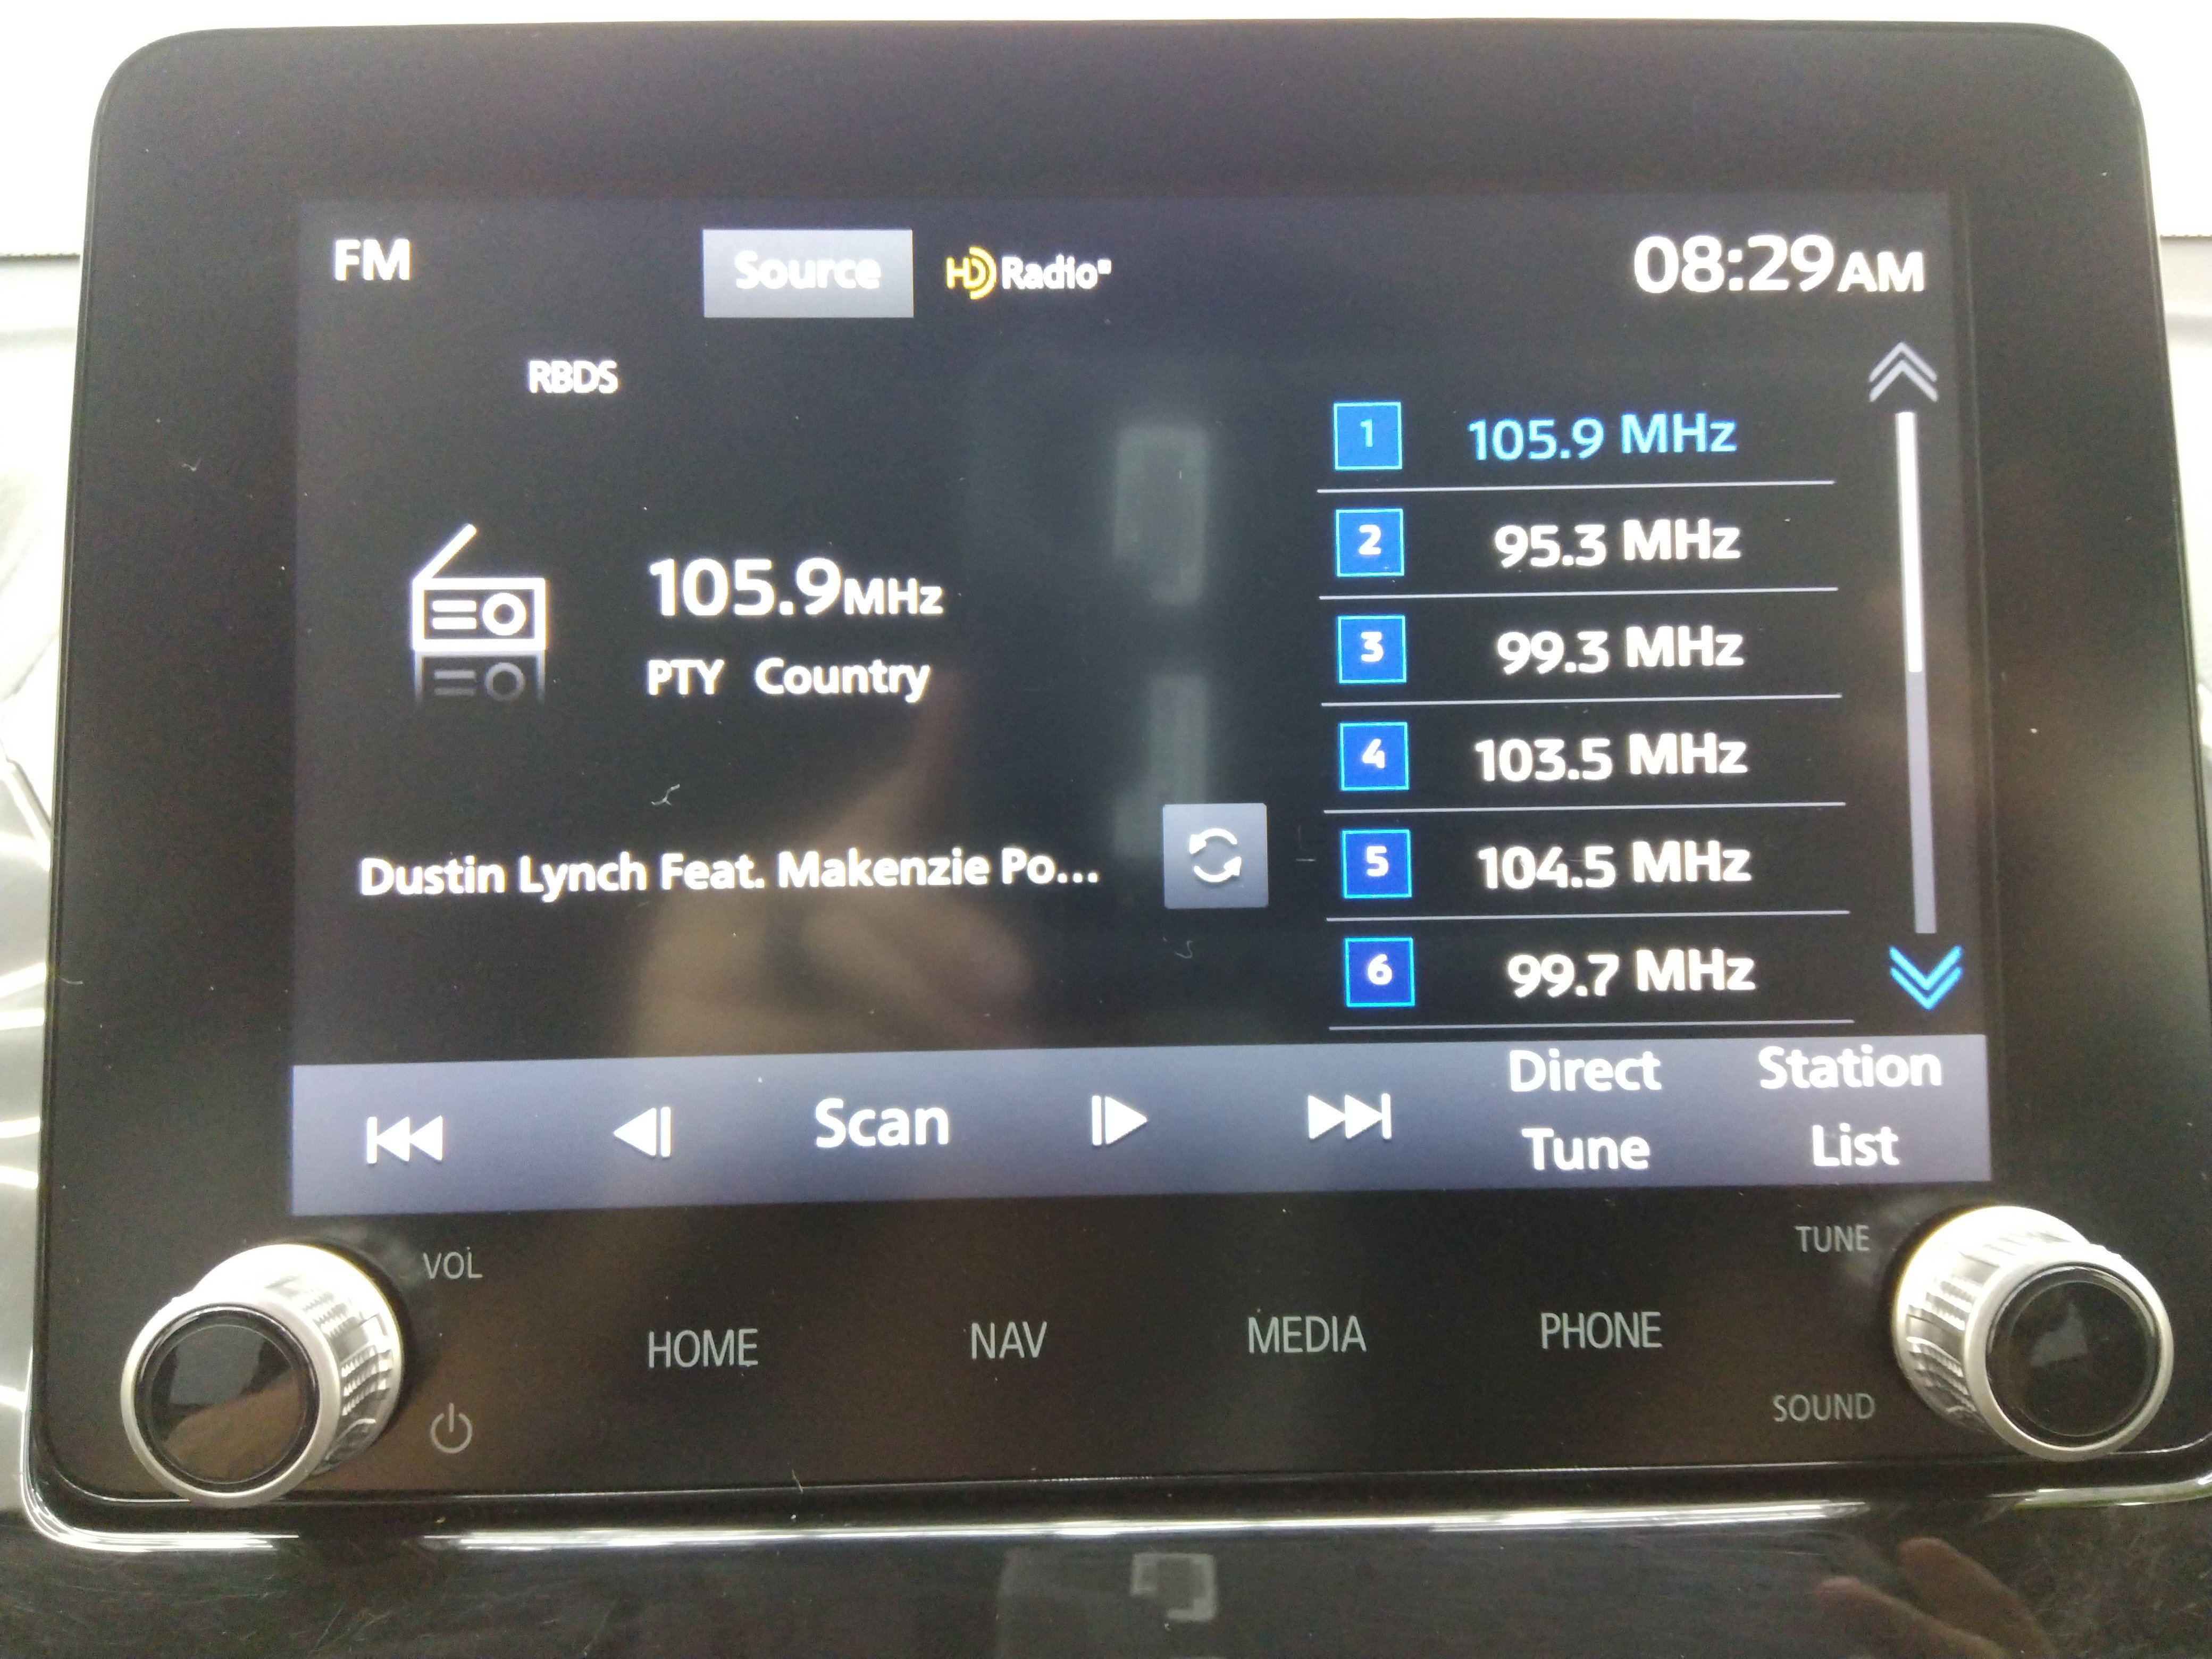 FM
Source
HD Radio
08:29AM
RBDS
105.9MHz
PTY Country
Dustin Lynch Feat. Makenzie Po...
1 105.9 MHz
2 95.3 MHz
3 99.3 MHz
4 103.5 MHz
5 104.5 MHz
6 99.7 MHz
Scan
Direct
Tune
Station
List
VOL
TUNE
HOME
NAV
MEDIA
PHONE
SOUND